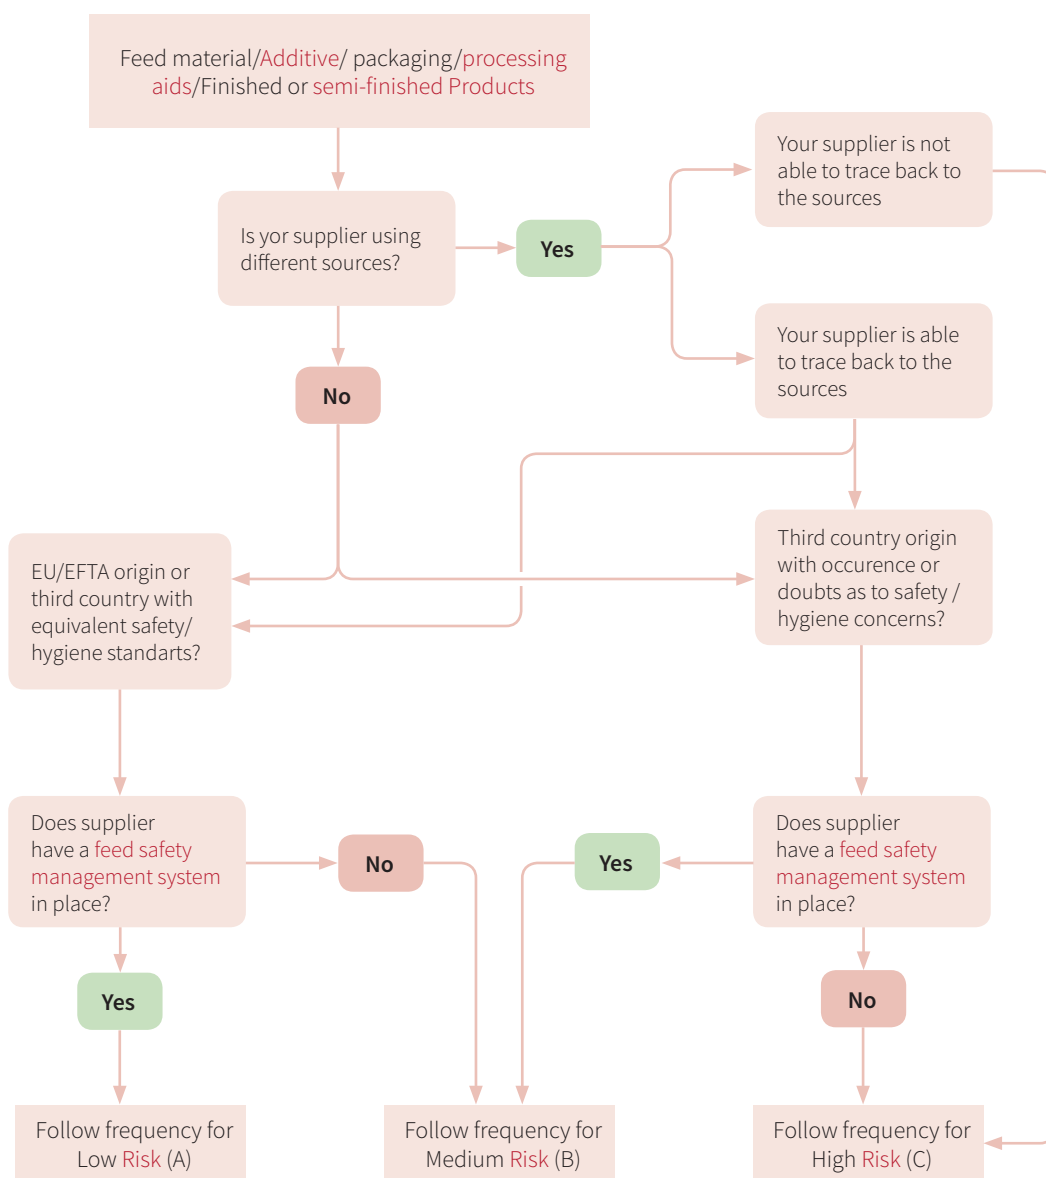 Feed material/Additive/ packaging/processing
aids/Finished or semi-finished Products
Your supplier is not
able to trace back to
the sources
Is yor supplier using
different sources?
Yes
Your supplier is able
to trace back to the
sources
No
Third country origin
with occurence or
doubts as to safety /
hygiene concerns?
EU/EFTA origin or
third country with
equivalent safety/
hygiene standarts?
Does supplier
have a feed safety
management system
in place?
No
Yes
Does supplier
have a feed safety
management system
in place?
Yes
No
Follow frequency for
Low Risk (A)
Follow frequency for
Medium Risk (B)
Follow frequency for
High Risk (C)